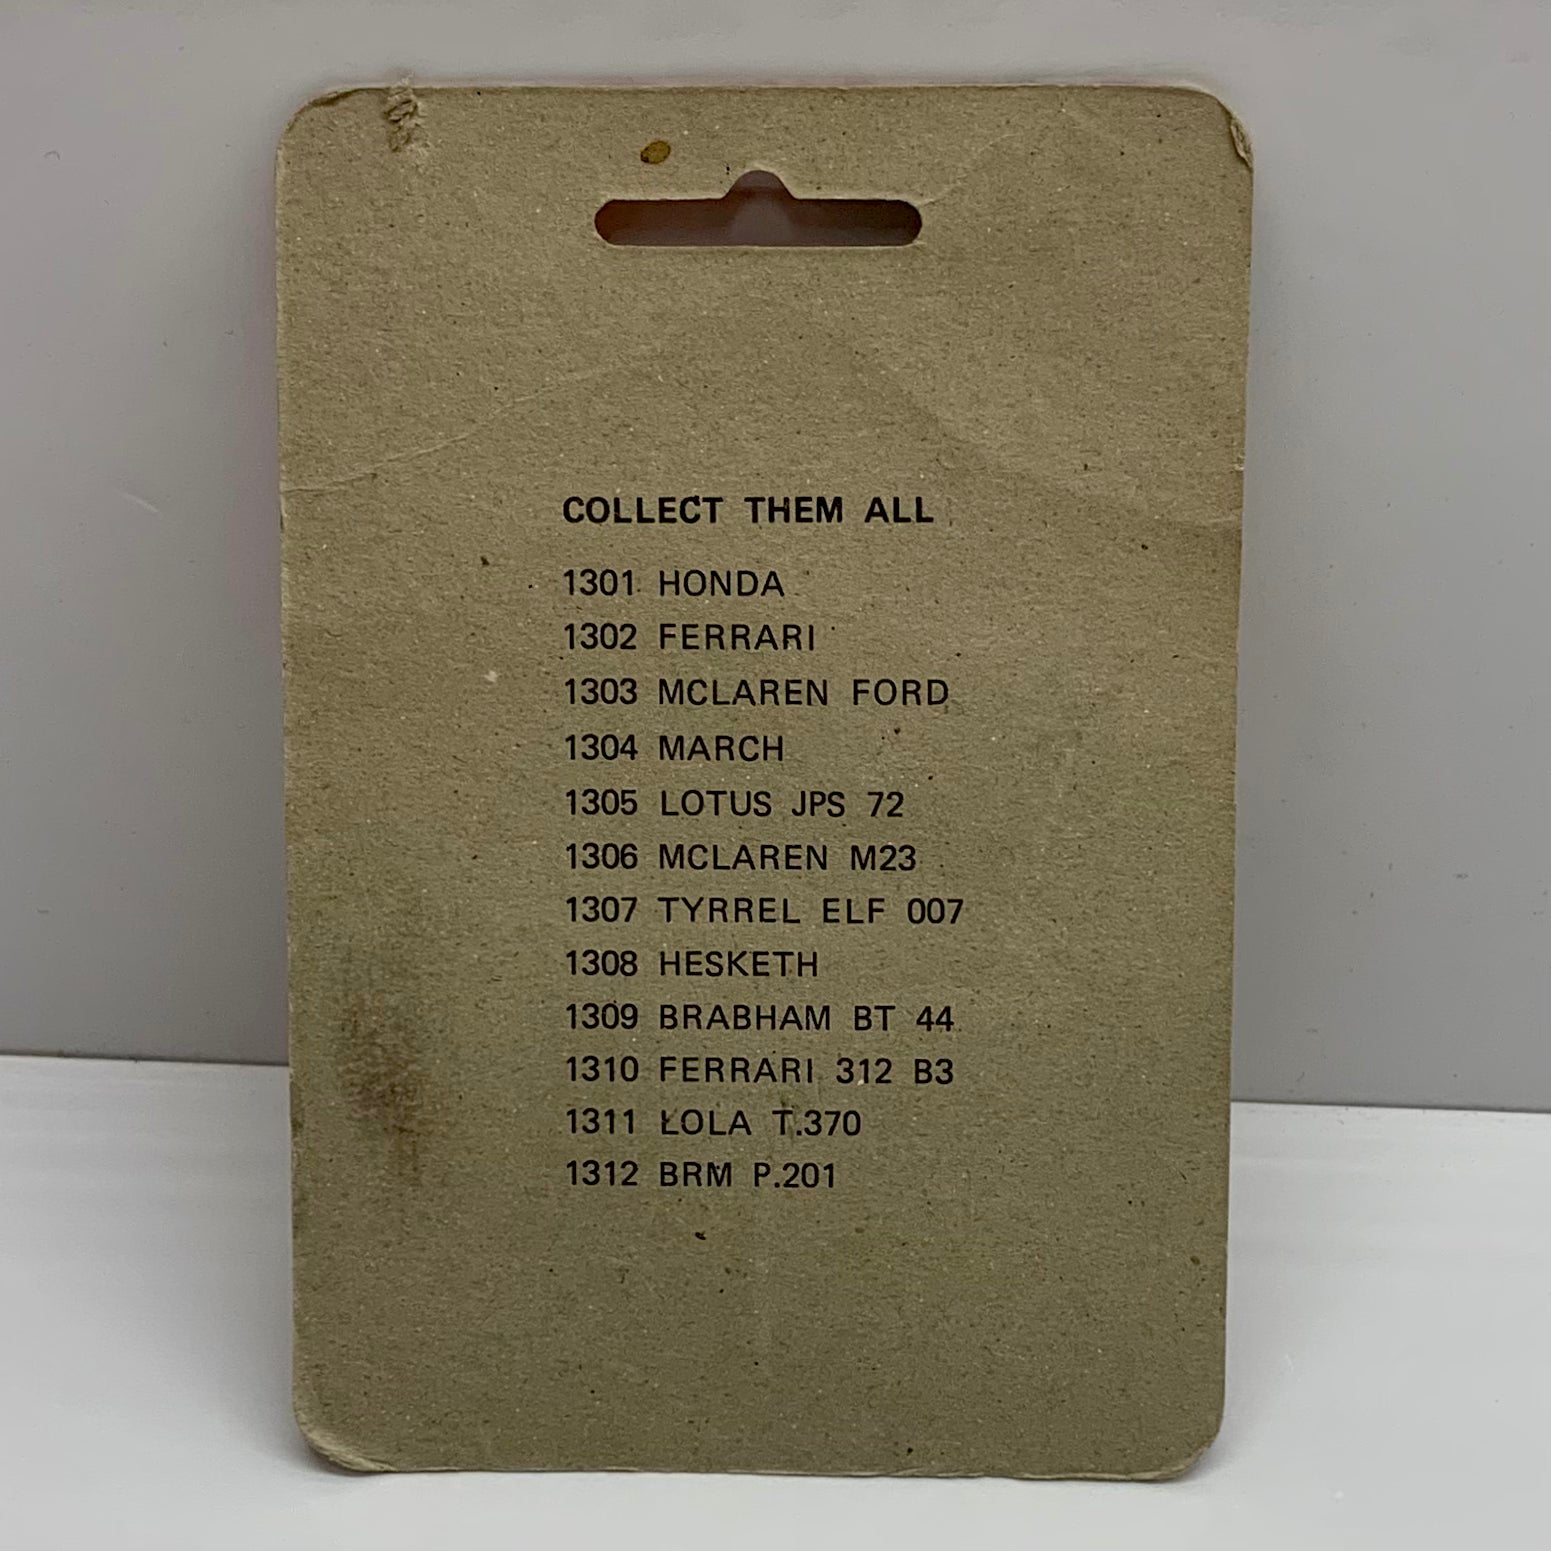 COLLECT THEM ALL
1301 HONDA
1302 FERRARI
1303 MCLAREN FORD
1304 MARCH
1305 LOTUS JPS 72
1306 MCLAREN M23
1307 TYRREL ELF 007
1308 HESKETH
1309 BRABHAM BT 44
1310 FERRARI 312 B3
1311 LOLA T.370
1312 BRM P.201